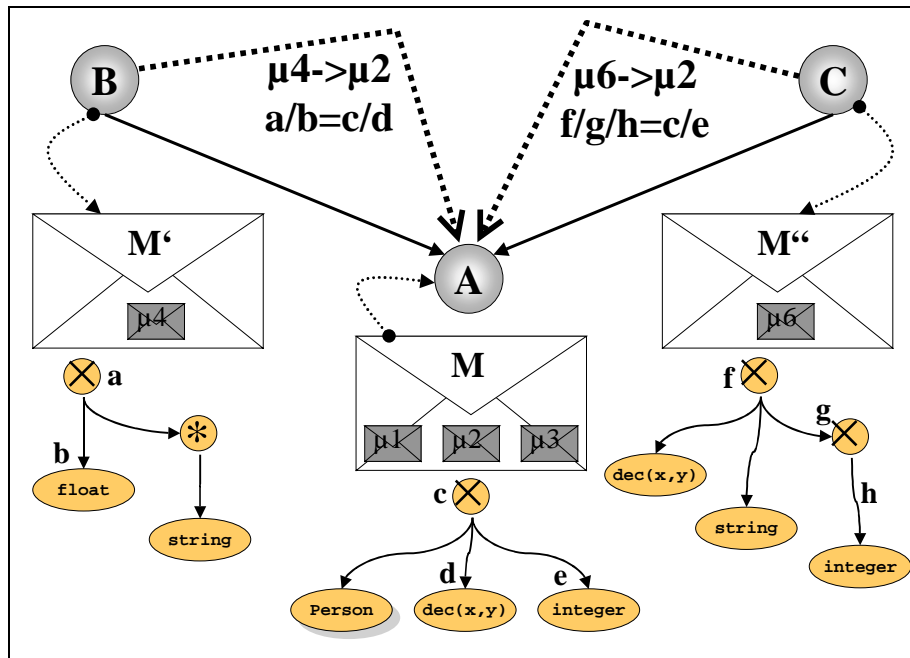 B
µ4->µ2
a/b=c/d
µ6->µ2
f/g/h=c/e
C
M‘
µ4
A
M“
µ6
a
b
*
float
string
M
µ1
µ2
µ3
c
d
e
Person
dec(x,y)
integer
f
g
h
dec(x,y)
string
integer